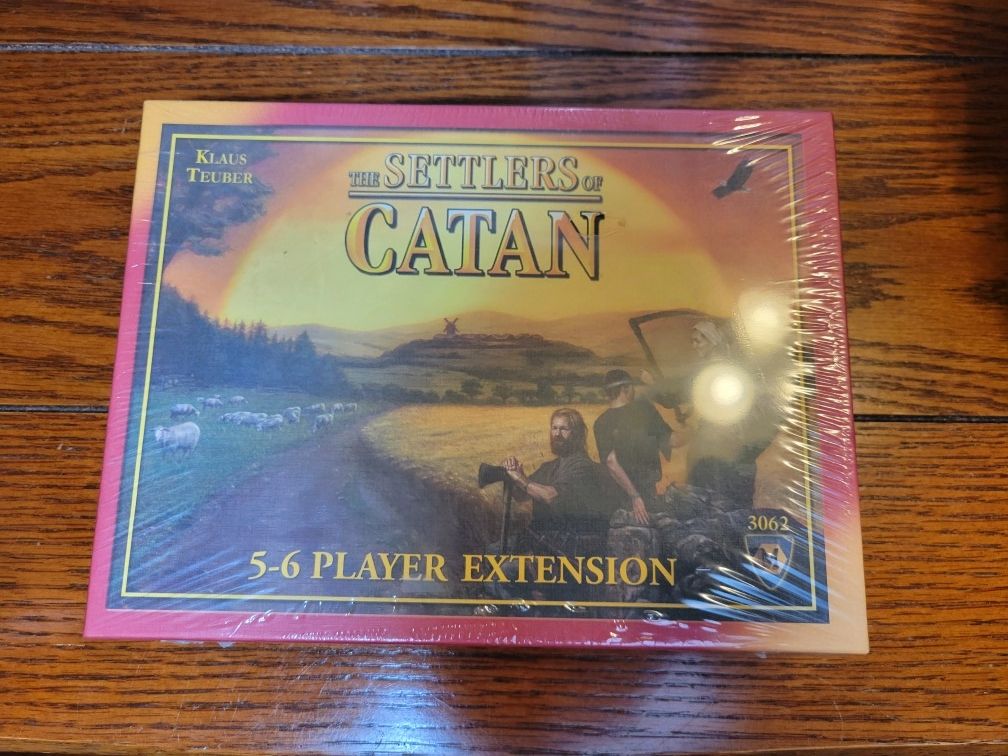 KLAUS
TEUBER
THE SETTLERS OF
CATAN
3062
5-6 PLAYER EXTENSION